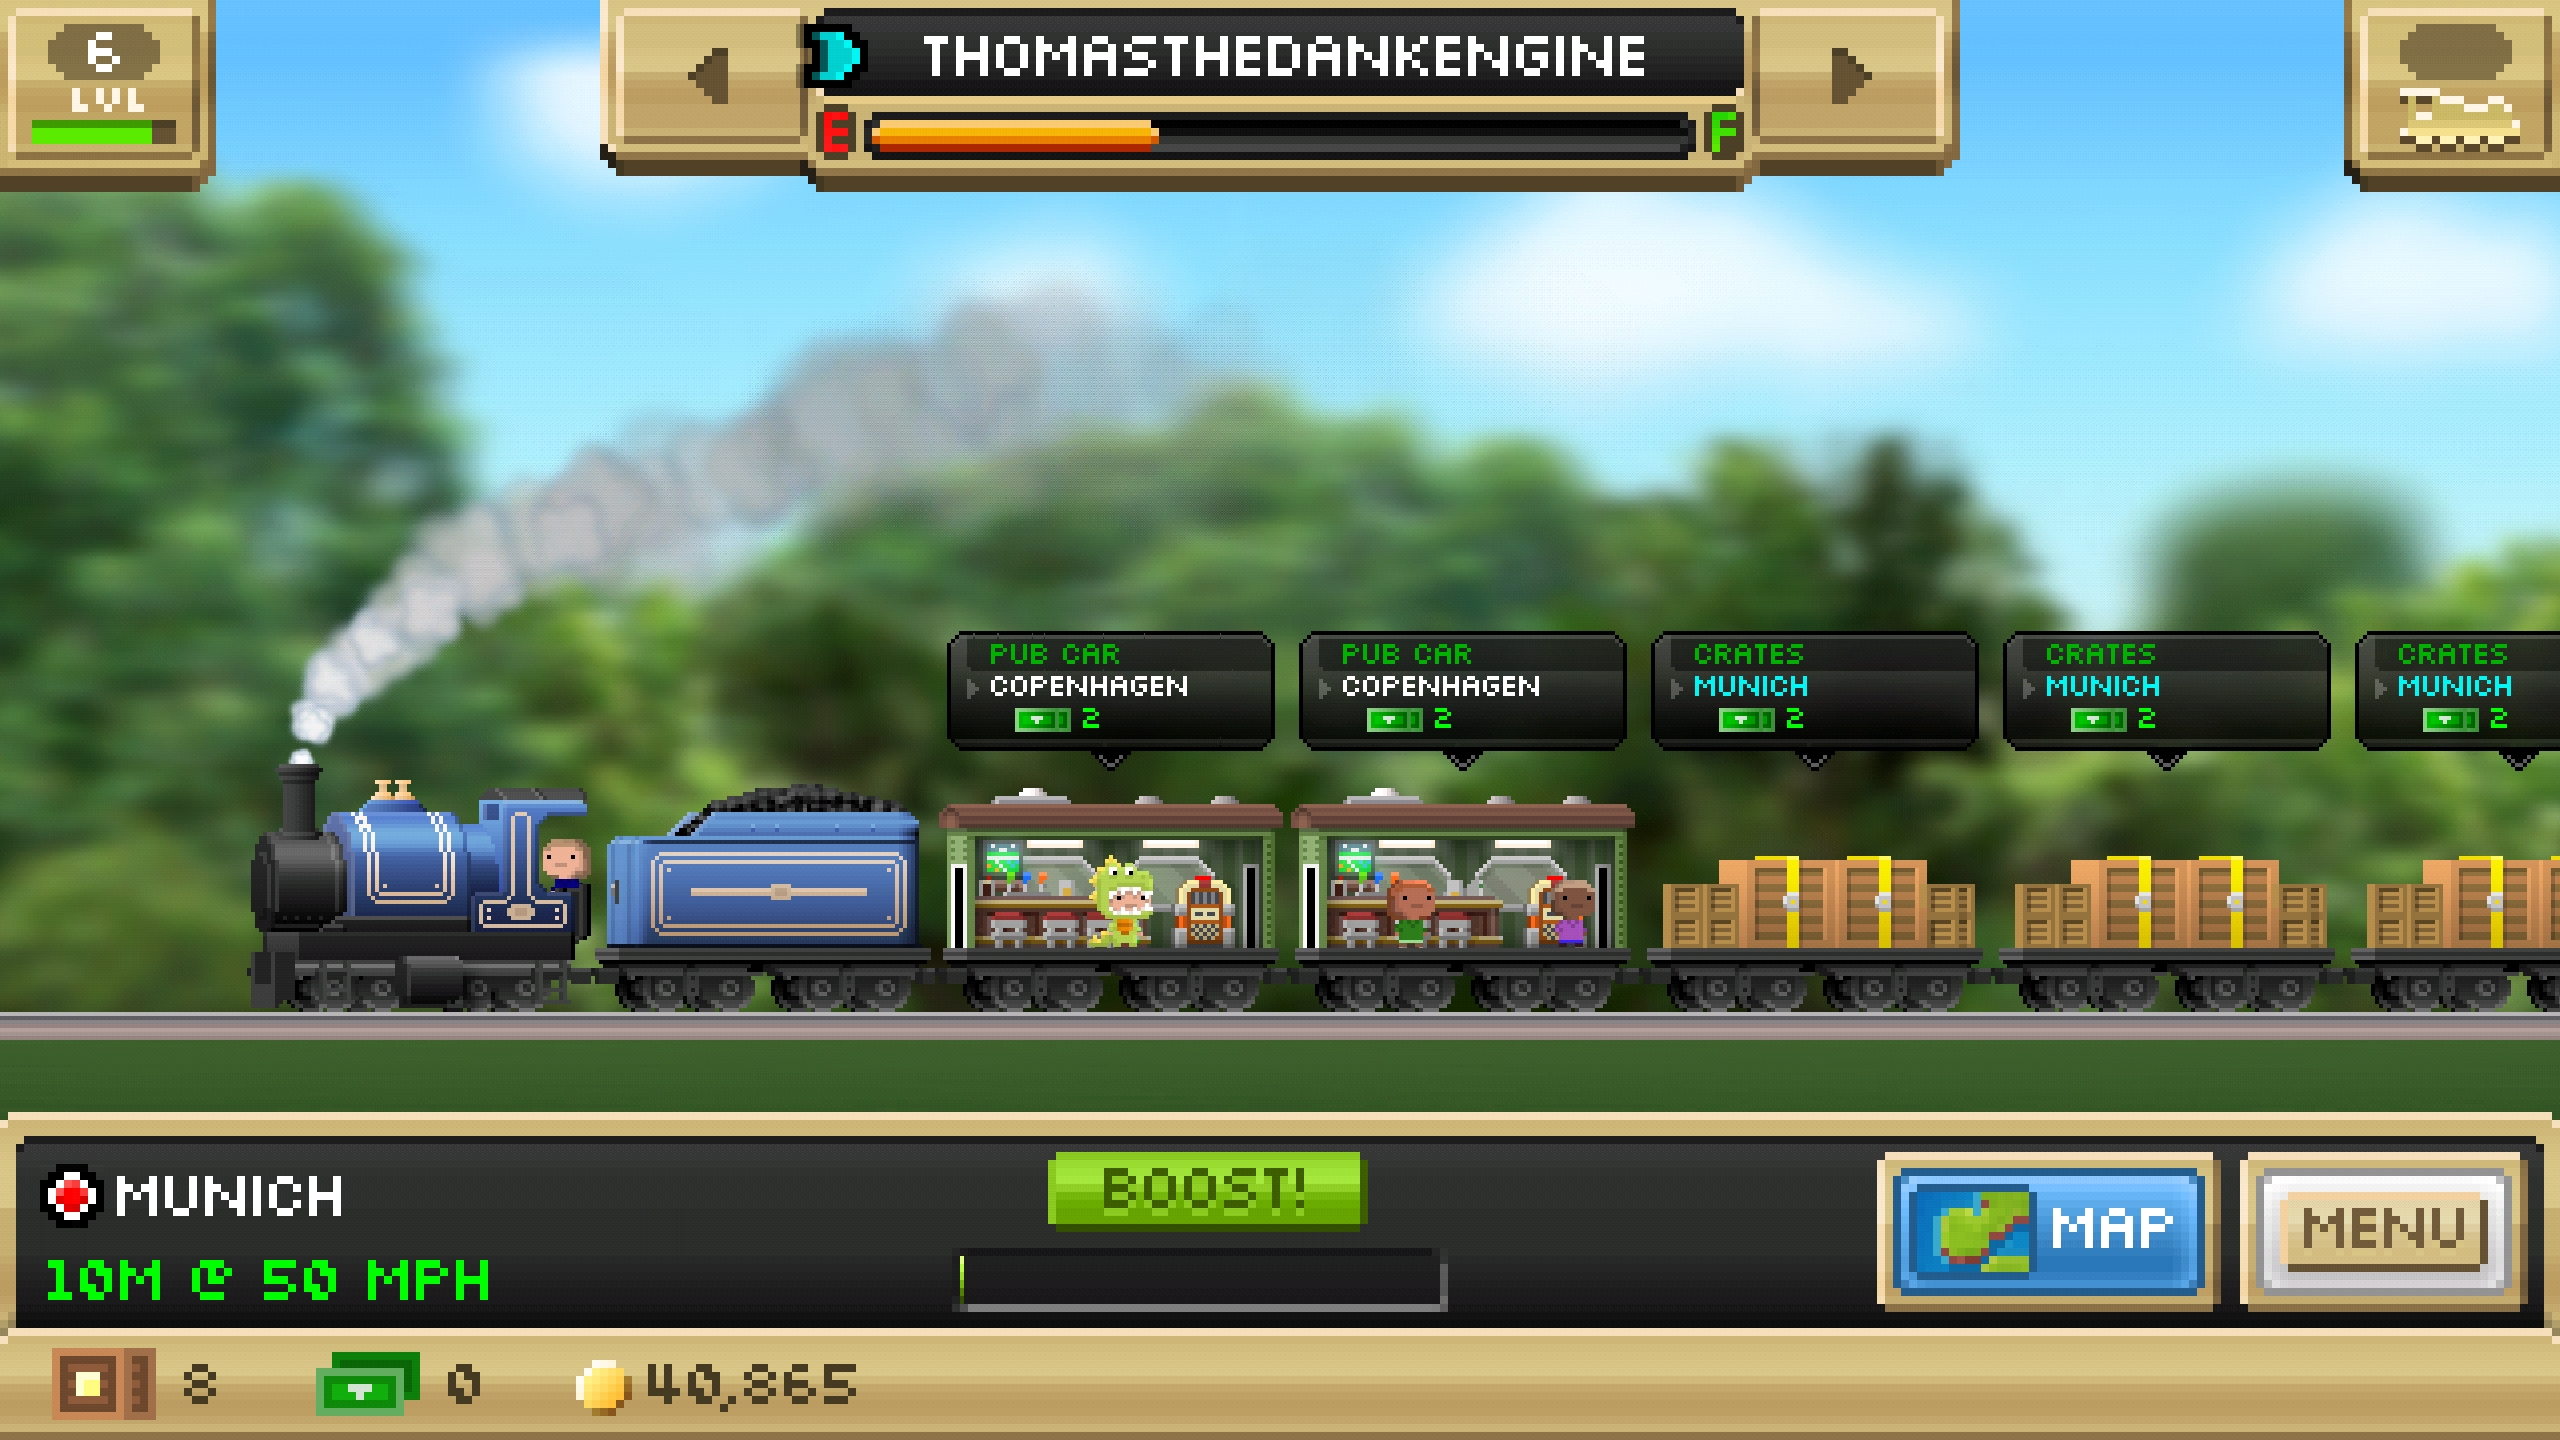 6
LVL
THOMASTHEDANKENGINE
E F
PUB CAR
COPENHAGEN
2
PUB CAR
COPENHAGEN
2
CRATES
MUNICH
2
CRATES
MUNICH
2
CRATES
MUNICH
2
MUNICH
10M @ 50 MPH
BOOST!
MAP
MENU
8 0 40,865